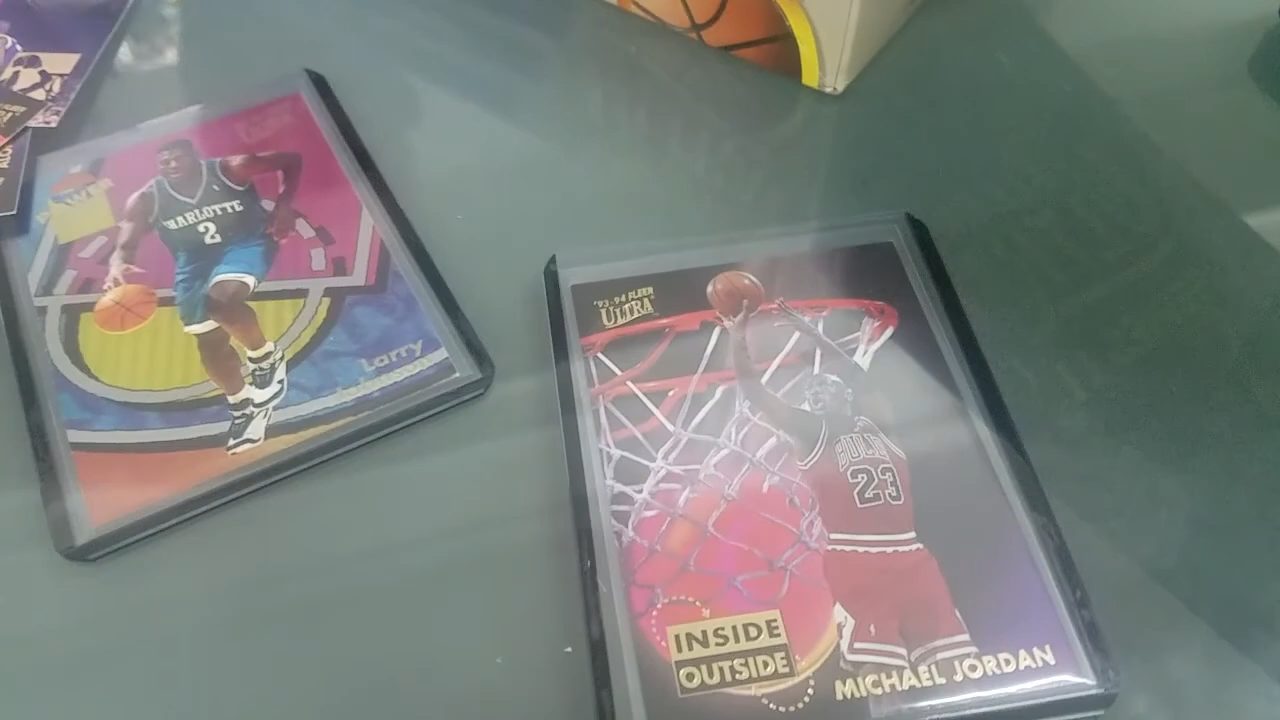 CHARLOTTE
2
Larry
'93-94 FLEER
ULTRA
BULLS
23
INSIDE
OUTSIDE
MICHAEL JORDAN